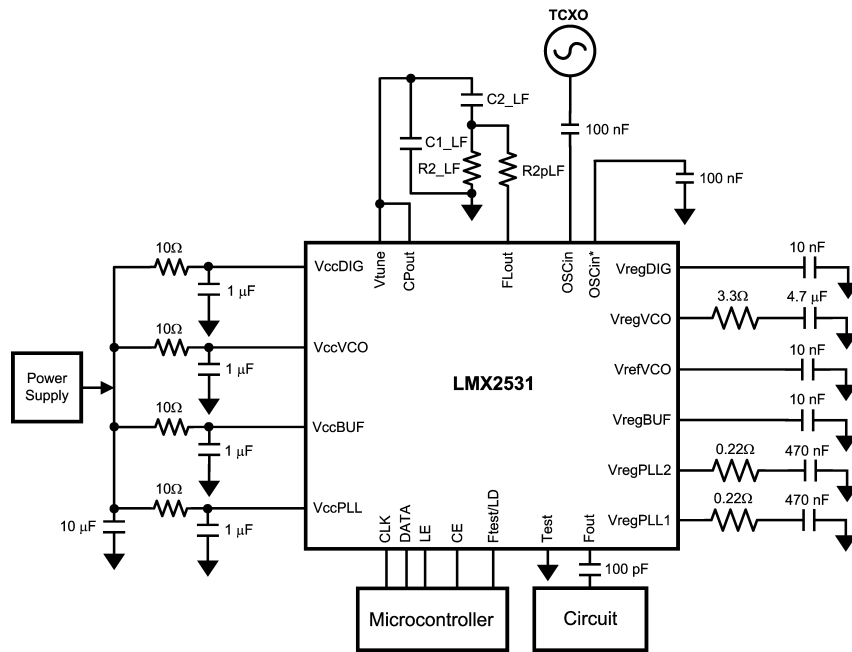 TCXO
C2_LF
100 nF
C1_LF
R2_LF
R2pLF
100 nF
10Ω
1 µF
10Ω
1 µF
10Ω
1 µF
10Ω
1 µF
10 µF
Power
Supply
VccDIG
VccVCO
VccBUF
VccPLL
Vtune
CPout
FLout
OSCin
OSCin*
LMX2531
VregDIG
VregVCO
VrefVCO
VregBUF
VregPLL2
VregPLL1
10 nF
3.3Ω
4.7 µF
10 nF
10 nF
0.22Ω
470 nF
0.22Ω
470 nF
CLK
DATA
LE
CE
Ftest/LD
Test
Fout
100 pF
Microcontroller
Circuit